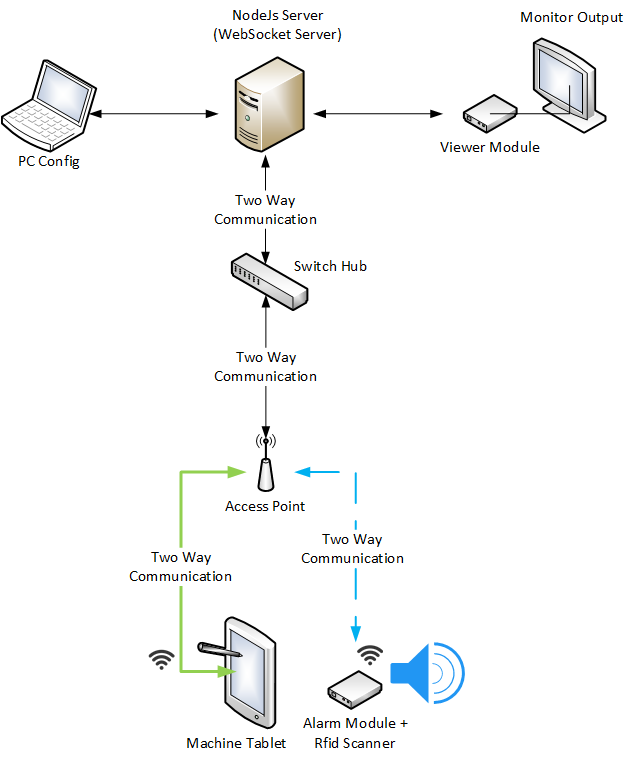 NodeJs Server
(WebSocket Server)
Monitor Output
PC Config
Viewer Module
Two Way
Communication
Switch Hub
Two Way
Communication
Access Point
Two Way
Communication
Two Way
Communication
Machine Tablet
Alarm Module +
Rfid Scanner